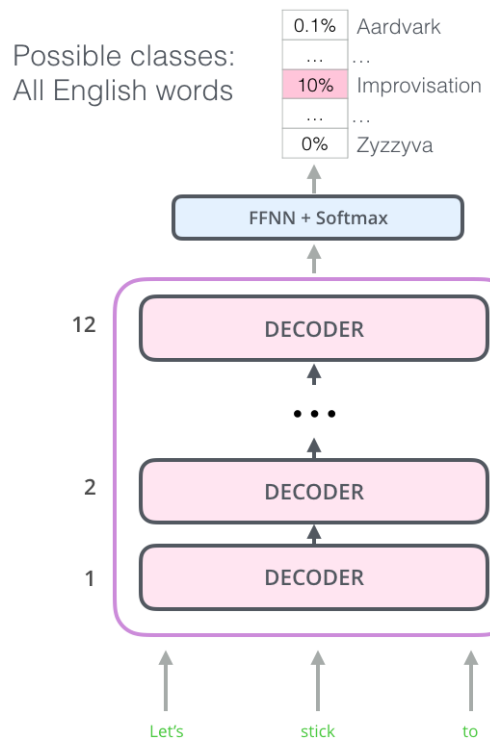 0.1% Aardvark
Possible classes:
... ...
All English words
10% Improvisation
... ...
0% Zyzzyva
FFNN + Softmax
12 DECODER
...
2 DECODER
1 DECODER
Let's stick to